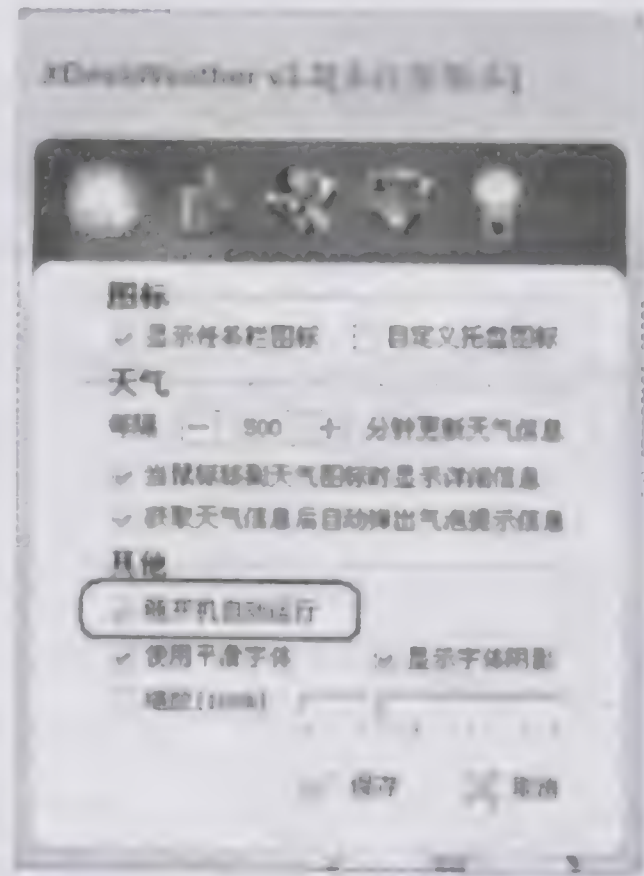 XDeskWeather v1.2
图标
显示任务栏图标 自定义托盘图标
天气
每隔 300 分钟更新天气信息
当鼠标移到天气图标时显示详细信息
获取天气信息后自动弹出气泡提示信息
其他
随开机自动运行
使用平滑字体 显示字体阴影
缩放(100%)
保存 取消